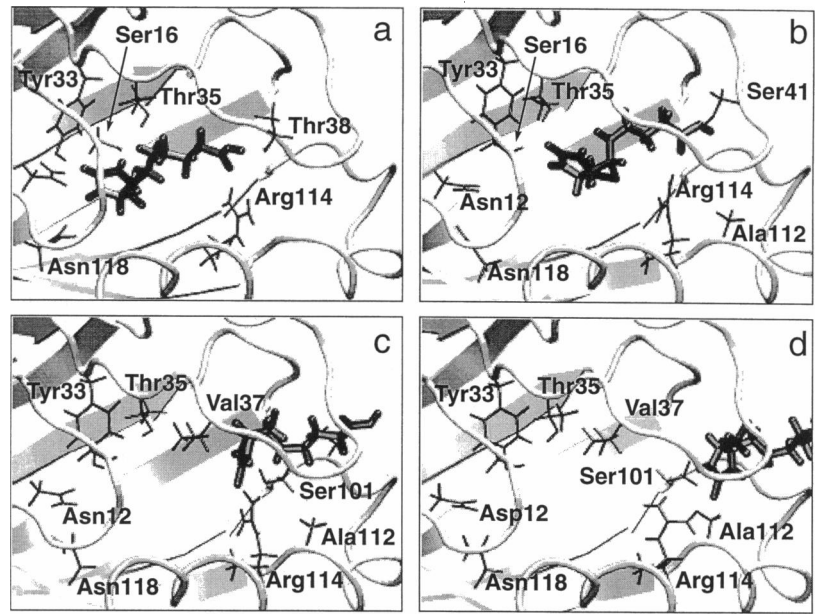 a
Ser16
Tyr33
Thr35
Thr38
Arg114
Asn118
b
Ser16
Tyr33
Thr35
Ser41
Asn12
Arg114
Ala112
Asn118
c
Tyr33
Thr35
Val37
Ser101
Asn12
Ala112
Asn118
Arg114
d
Tyr33
Thr35
Val37
Ser101
Asp12
Ala112
Asn118
Arg114